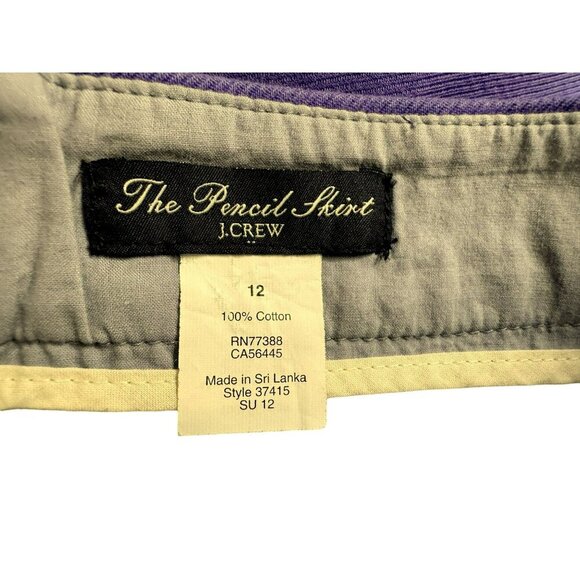 The Pencil Skirt
J.CREW
12
100% Cotton
RN77388
CA56445
Made in Sri Lanka
Style 37415
SU 12